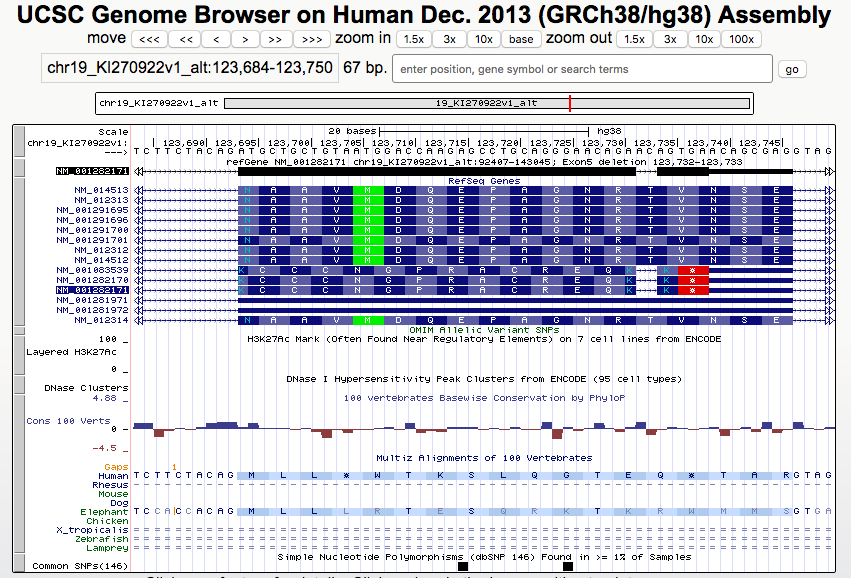 UCSC Genome Browser on Human Dec. 2013 (GRCh38/hg38) Assembly
move <<< << < > >> >>> zoom in 1.5x 3x 10x base zoom out 1.5x 3x 10x 100x
chr19_KI270922v1_alt:123,684-123,750 67 bp. enter position, gene symbol or search terms go
chr19_KI270922v1_alt 19_KI270922v1_alt
Scale 20 bases hg38
chr19_KI270922v1: 123,690 123,695 123,700 123,705 123,710 123,715 123,720 123,725 123,730 123,735 123,740 123,745
---> TCTTCTACAGATGCTGCTGTAATGGACCAAGAGCCTGCAGGGAACAGAACAGTGAACAGCGAGGTAG
refGene NM_001282171 chr19_KI270922v1_alt:92407-143045; Exon5 deletion 123,732-123,733
NM_001282171
RefSeq Genes
NM_014513 N A A V M D Q E P A G N R T V N S E
NM_012313 N A A V M D Q E P A G N R T V N S E
NM_001291695 N A A V M D Q E P A G N R T V N S E
NM_001291696 N A A V M D Q E P A G N R T V N S E
NM_001291700 N A A V M D Q E P A G N R T V N S E
NM_001291701 N A A V M D Q E P A G N R T V N S E
NM_012312 N A A V M D Q E P A G N R T V N S E
NM_014512 N A A V M D Q E P A G N R T V N S E
NM_001083539 K C C C N G P R A C R E Q K K *
NM_001282170 K C C C N G P R A C R E Q K K *
NM_001282171 K C C C N G P R A C R E Q K K *
NM_001281971
NM_001281972
NM_012314 N A A V M D Q E P A G N R T V N S E
OMIM Allelic Variant SNPs
100 _ H3K27Ac Mark (Often Found Near Regulatory Elements) on 7 cell lines from ENCODE
Layered H3K27Ac
0 _
DNase I Hypersensitivity Peak Clusters from ENCODE (95 cell types)
DNase Clusters
4.88 _ 100 vertebrates Basewise Conservation by PhyloP
Cons 100 Verts 0 -
-4.5 _
Multiz Alignments of 100 Vertebrates
Gaps 1
Human TCTTCTACAG M L L * W T K S L Q G T E Q * T A R GTAG
Rhesus
Mouse
Dog
Elephant TCCACCACAG M L L L R T E S Q R K T K R W M M S GTGA
Chicken
X_tropicalis
Zebrafish
Lamprey
Simple Nucleotide Polymorphisms (dbSNP 146) Found in >= 1% of Samples
Common SNPs(146)